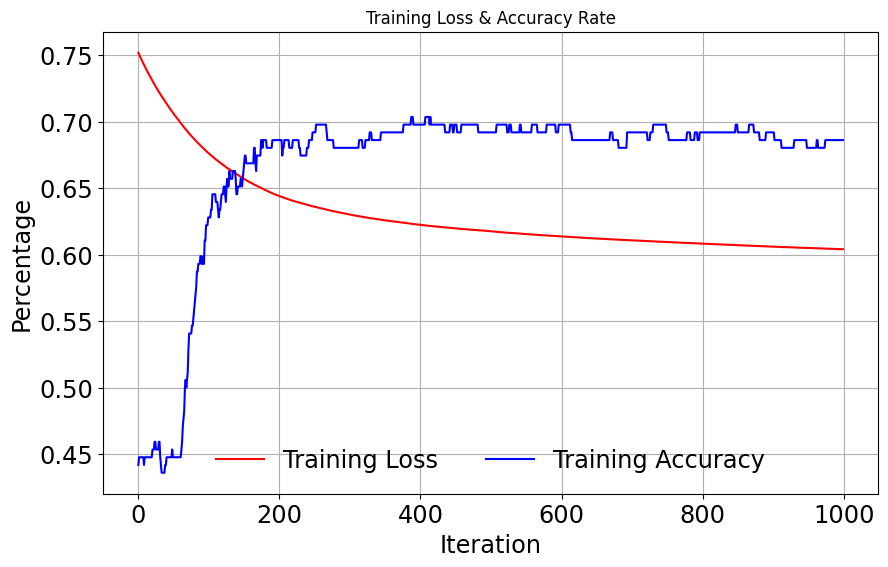 Training Loss & Accuracy Rate
Percentage
0.75
0.70
0.65
0.60
0.55
0.50
0.45
Training Loss Training Accuracy
0 200 400 600 800 1000
Iteration